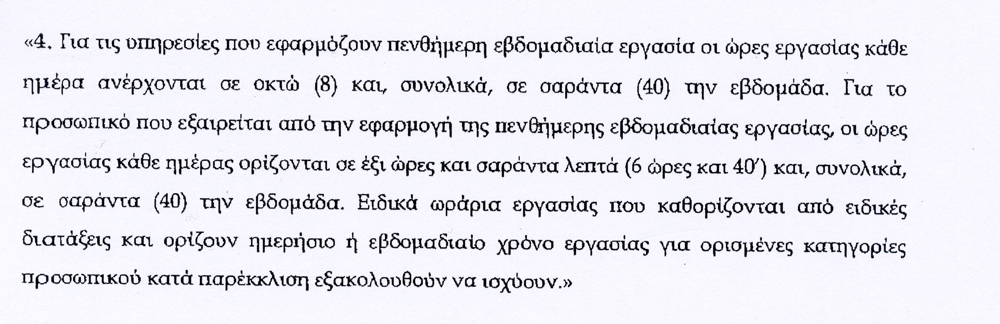 «4. Για τις υπηρεσίες που εφαρμόζουν πενθήμερη εβδομαδιαία εργασία οι ώρες εργασίας κάθε
ημέρα ανέρχονται σε οκτώ (8) και, συνολικά, σε σαράντα (40) την εβδομάδα. Για το
προσωπικό που εξαιρείται από την εφαρμογή της πενθήμερης εβδομαδιαίας εργασίας, οι ώρες
εργασίας κάθε ημέρας ορίζονται σε έξι ώρες και σαράντα λεπτά (6 ώρες και 40΄) και, συνολικά,
σε σαράντα (40) την εβδομάδα. Ειδικά ωράρια εργασίας που καθορίζονται από ειδικές
διατάξεις και ορίζουν ημερήσιο ή εβδομαδιαίο χρόνο εργασίας για ορισμένες κατηγορίες
προσωπικού κατά παρέκκλιση εξακολουθούν να ισχύουν.»